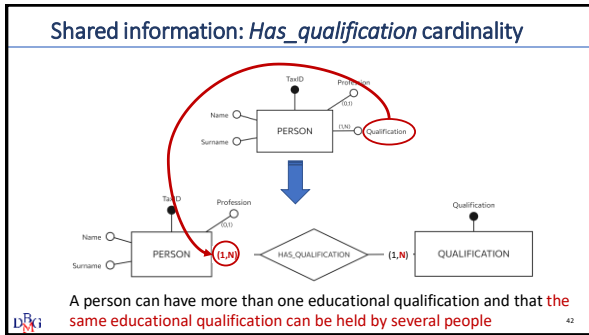 Shared information: Has_qualification cardinality
TaxID
Profession
(0,1)
Name
PERSON
(1,N)
Qualification
Surname
TaxID
Profession
(0,1)
Qualification
Name
PERSON
(1,N)
HAS_QUALIFICATION
(1,N)
QUALIFICATION
Surname
A person can have more than one educational qualification and that the
same educational qualification can be held by several people
DBMG
42